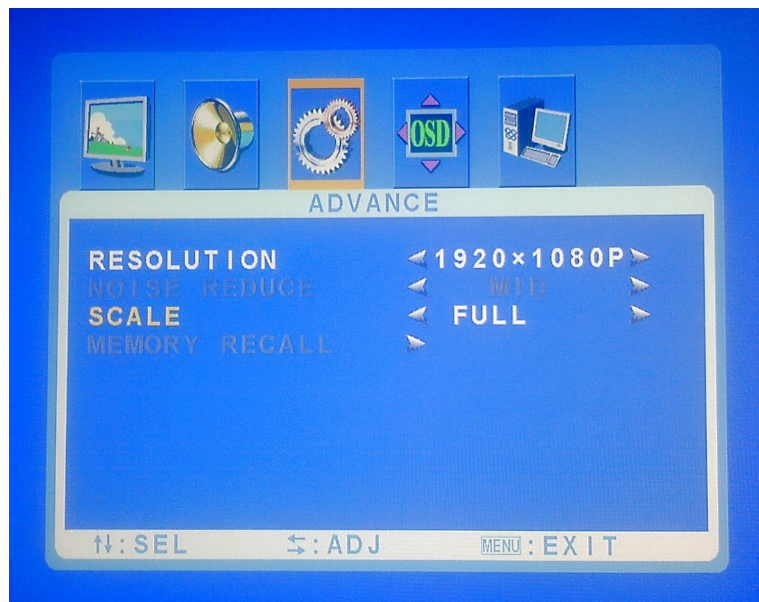 OSD
ADVANCE
RESOLUTION 1920×1080P
NOISE REDUCE MID
SCALE FULL
MEMORY RECALL
↑↓:SEL ⇆:ADJ MENU:EXIT